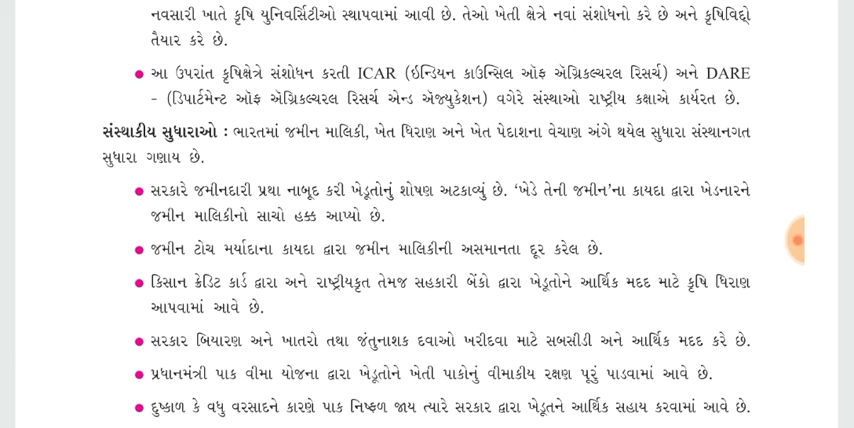 નવસારી ખાતે કૃષિ યુનિવર્સિટીઓ સ્થાપવામાં આવી છે. તેઓ ખેતી ક્ષેત્રે નવાં સંશોધનો કરે છે અને કૃષિવિદ્દો
તૈયાર કરે છે.
● આ ઉપરાંત કૃષિક્ષેત્રે સંશોધન કરતી ICAR (ઇન્ડિયન કાઉન્સિલ ઑફ ઍગ્રિકલ્ચરલ રિસર્ચ) અને DARE
- (ડિપાર્ટમેન્ટ ઑફ ઍગ્રિકલ્ચરલ રિસર્ચ એન્ડ ઍજ્યુકેશન) વગેરે સંસ્થાઓ રાષ્ટ્રીય કક્ષાએ કાર્યરત છે.
સંસ્થાકીય સુધારાઓ : ભારતમાં જમીન માલિકી, ખેત ધિરાણ અને ખેત પેદાશના વેચાણ અંગે થયેલ સુધારા સંસ્થાનગત
સુધારા ગણાય છે.
● સરકારે જમીનદારી પ્રથા નાબૂદ કરી ખેડૂતોનું શોષણ અટકાવ્યું છે. ‘ખેડે તેની જમીન’ના કાયદા દ્વારા ખેડનારને
જમીન માલિકીનો સાચો હક્ક આપ્યો છે.
● જમીન ટોચ મર્યાદાના કાયદા દ્વારા જમીન માલિકીની અસમાનતા દૂર કરેલ છે.
● કિસાન ક્રેડિટ કાર્ડ દ્વારા અને રાષ્ટ્રીયકૃત તેમજ સહકારી બેંકો દ્વારા ખેડૂતોને આર્થિક મદદ માટે કૃષિ ધિરાણ
આપવામાં આવે છે.
● સરકાર બિયારણ અને ખાતરો તથા જંતુનાશક દવાઓ ખરીદવા માટે સબસીડી અને આર્થિક મદદ કરે છે.
● પ્રધાનમંત્રી પાક વીમા યોજના દ્વારા ખેડૂતોને ખેતી પાકોનું વીમાકીય રક્ષણ પૂરું પાડવામાં આવે છે.
● દુષ્કાળ કે વધુ વરસાદને કારણે પાક નિષ્ફળ જાય ત્યારે સરકાર દ્વારા ખેડૂતને આર્થિક સહાય કરવામાં આવે છે.